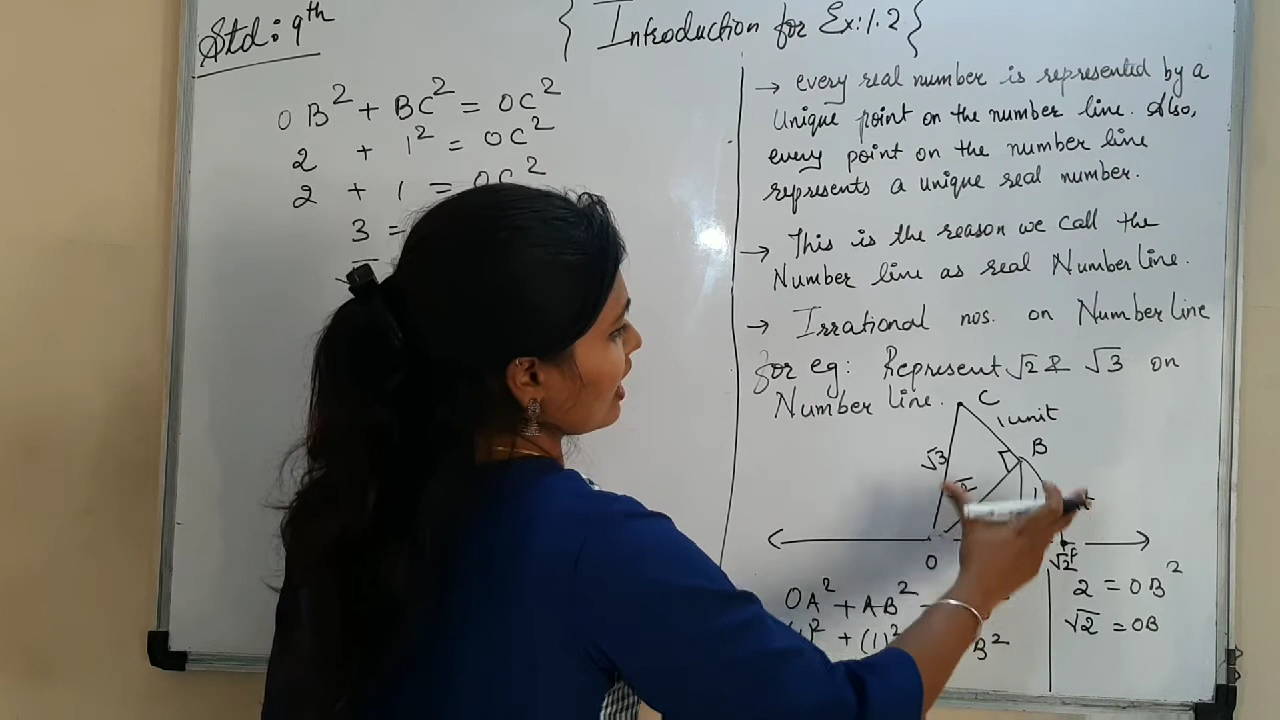 Std: 9th
{ Introduction for Ex: 1.2 }
OB² + BC² = OC²
2 + 1² = OC²
2 + 1 = OC²
3 =
→ every real number is represented by a
Unique point on the number line. Also,
every point on the number line
represents a unique real number.
→ This is the reason we call the
Number line as real Number line.
→ Irrational nos. on Number line
for eg: Represent √2 & √3 on
Number line.
C
1 unit
B
√3
O
√2 P
OA² + AB²
² + (1)² B²
2 = OB²
√2 = OB